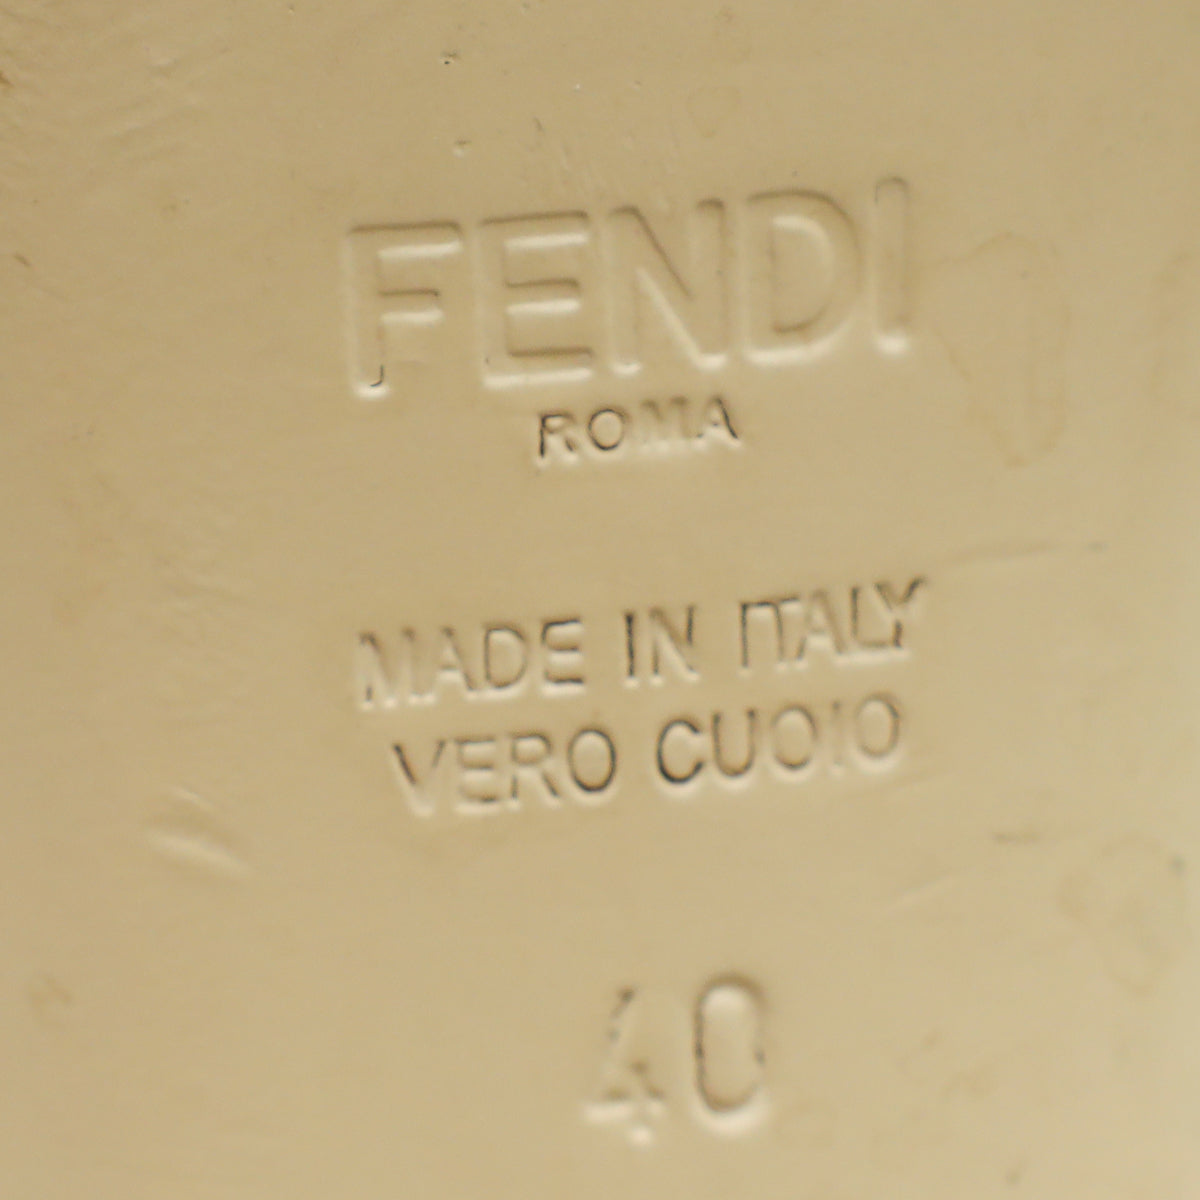 FENDI
ROMA
MADE IN ITALY
VERO CUOIO
40